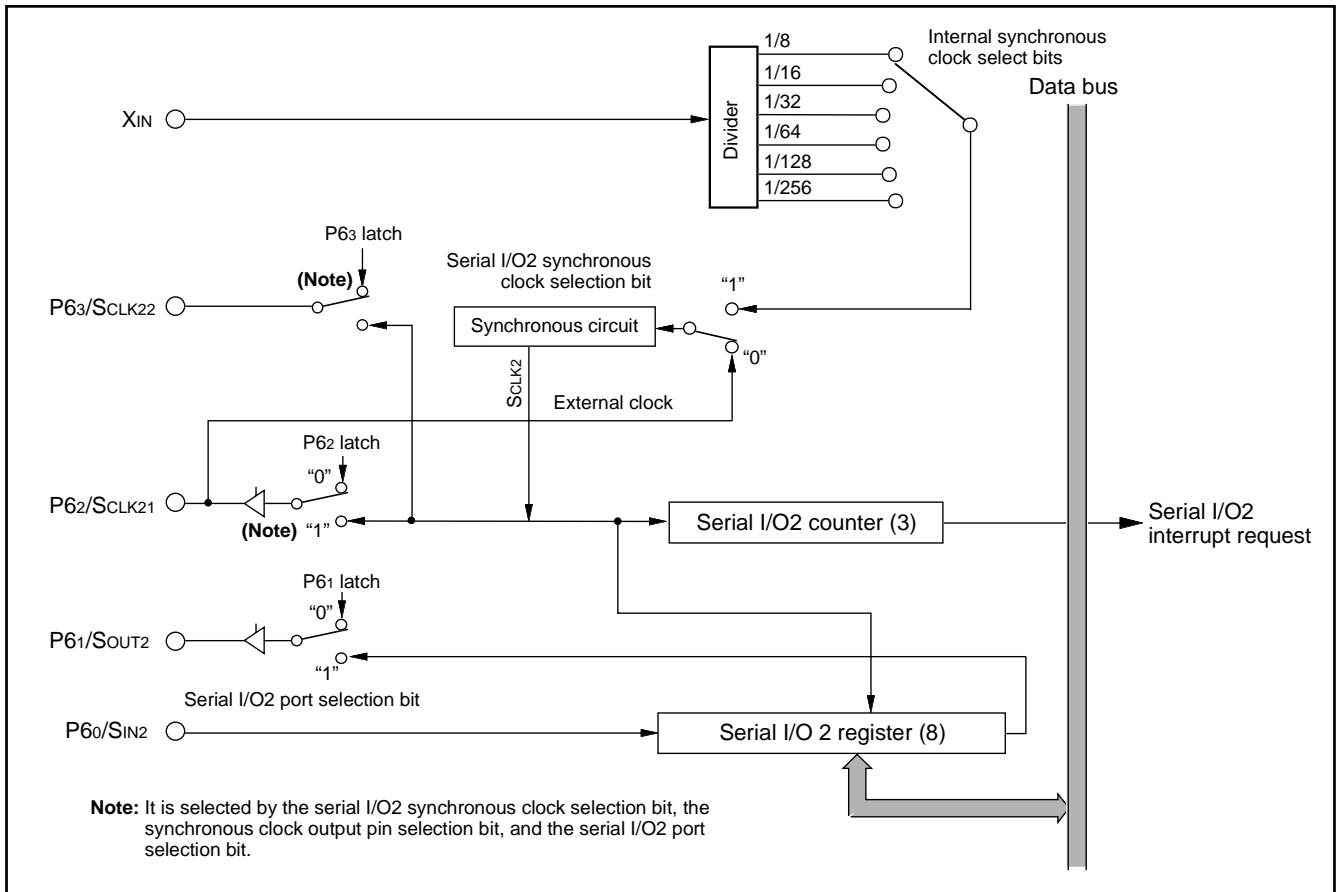 1/8
1/16
1/32
1/64
1/128
1/256
Divider
Internal synchronous
clock select bits
Data bus
XIN
P63 latch
(Note)
P63/SCLK22
Serial I/O2 synchronous
clock selection bit
Synchronous circuit
“1”
“0”
SCLK2
External clock
P62 latch
“0”
P62/SCLK21
(Note) “1”
Serial I/O2 counter (3)
Serial I/O2
interrupt request
P61 latch
“0”
P61/SOUT2
“1”
Serial I/O2 port selection bit
P60/SIN2
Serial I/O 2 register (8)
Note: It is selected by the serial I/O2 synchronous clock selection bit, the
synchronous clock output pin selection bit, and the serial I/O2 port
selection bit.